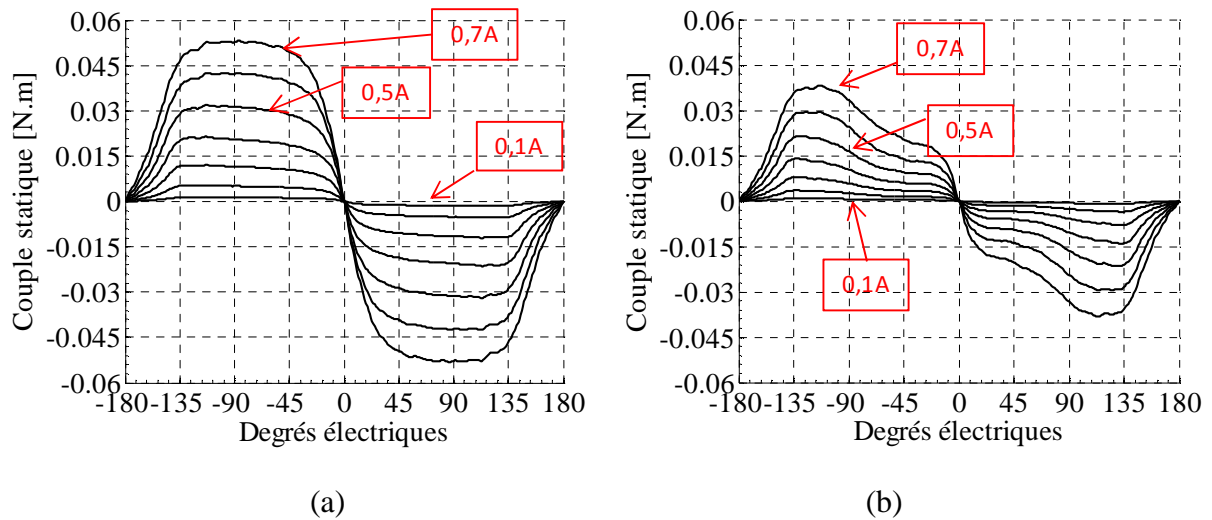 0.06
0.045
0.03
0.015
0
-0.015
-0.03
-0.045
-0.06
Couple statique [N.m]
-180 -135 -90 -45 0 45 90 135 180
Degrés électriques
0,7A
0,5A
0,1A
(a)
0.06
0.045
0.03
0.015
0
-0.015
-0.03
-0.045
-0.06
Couple statique [N.m]
-180 -135 -90 -45 0 45 90 135 180
Degrés électriques
0,7A
0,5A
0,1A
(b)